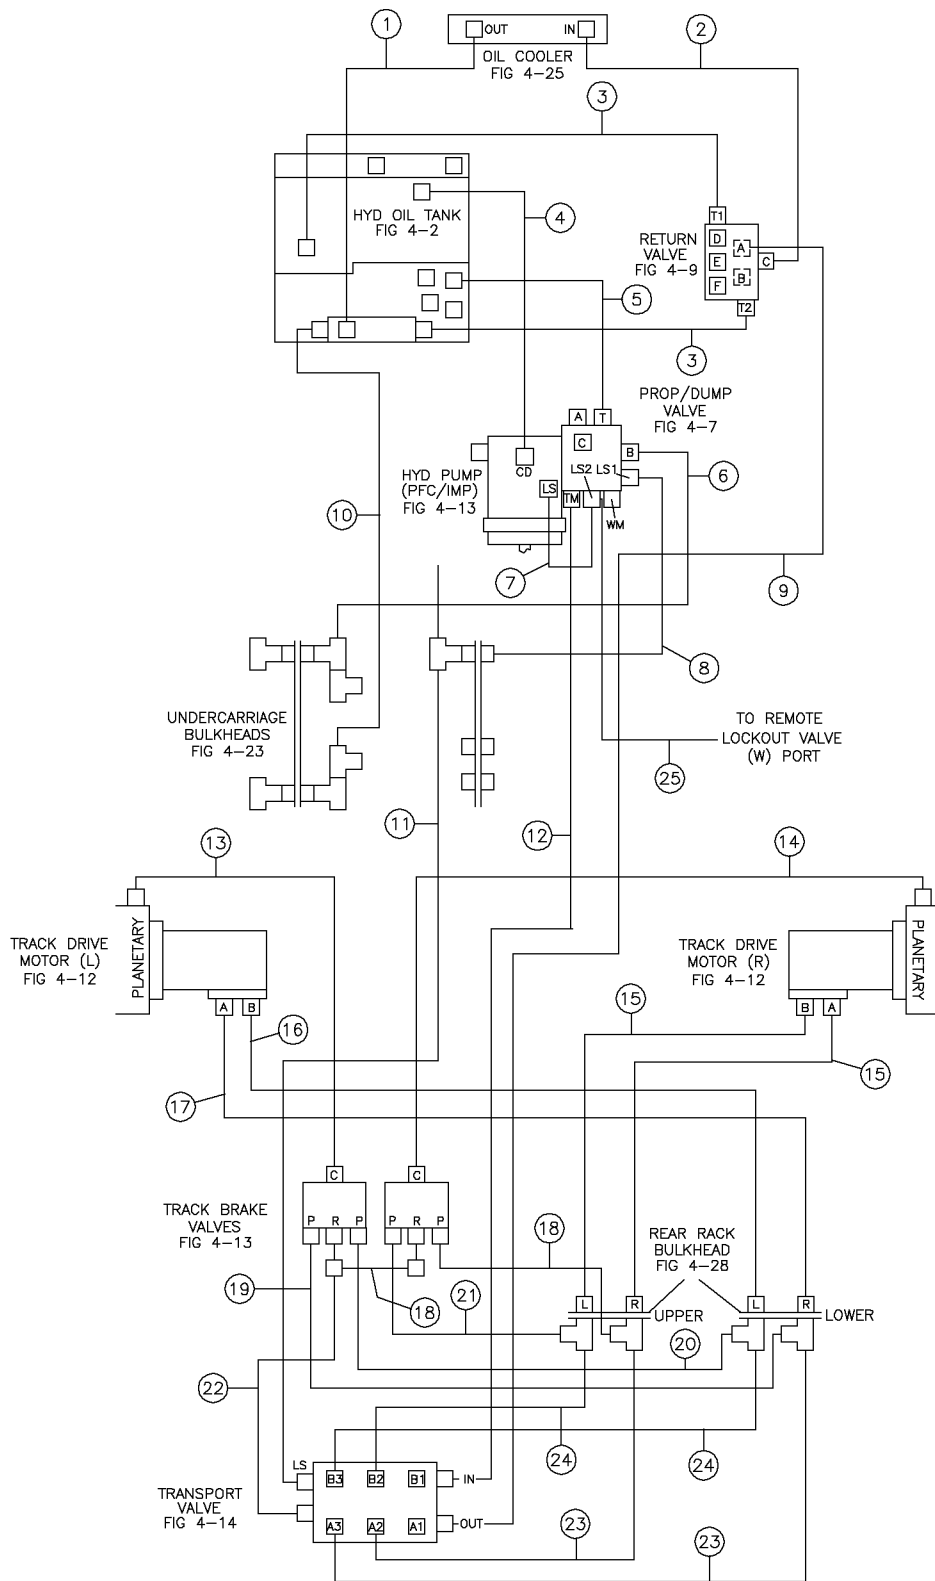 1
OUT
IN
2
OIL COOLER
FIG 4-25
3
HYD OIL TANK
FIG 4-2
4
T1
RETURN
VALVE
FIG 4-9
D
A
E
C
B
F
T2
5
3
PROP/DUMP
VALVE
FIG 4-7
A
T
C
B
HYD PUMP
(PFC/IMP)
FIG 4-13
CD
LS2
LS1
LS
TM
WM
6
10
7
9
8
UNDERCARRIAGE
BULKHEADS
FIG 4-23
TO REMOTE
LOCKOUT VALVE
(W) PORT
25
11
12
13
14
TRACK DRIVE
MOTOR (L)
FIG 4-12
PLANETARY
TRACK DRIVE
MOTOR (R)
FIG 4-12
PLANETARY
A
B
B
A
16
15
15
17
C
C
TRACK BRAKE
VALVES
FIG 4-13
P
R
P
P
R
P
18
REAR RACK
BULKHEAD
FIG 4-28
19
18
21
L
R
UPPER
L
R
LOWER
20
22
24
24
LS
B3
B2
B1
IN
TRANSPORT
VALVE
FIG 4-14
A3
A2
A1
OUT
23
23